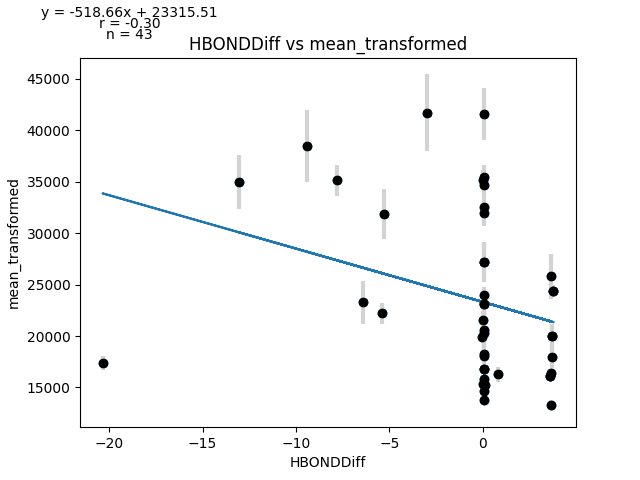 y = -518.66x + 23315.51
r = -0.30
n = 43
HBONDDiff vs mean_transformed
45000
40000
35000
30000
25000
20000
15000
mean_transformed
−20
−15
−10
−5
0
HBONDDiff